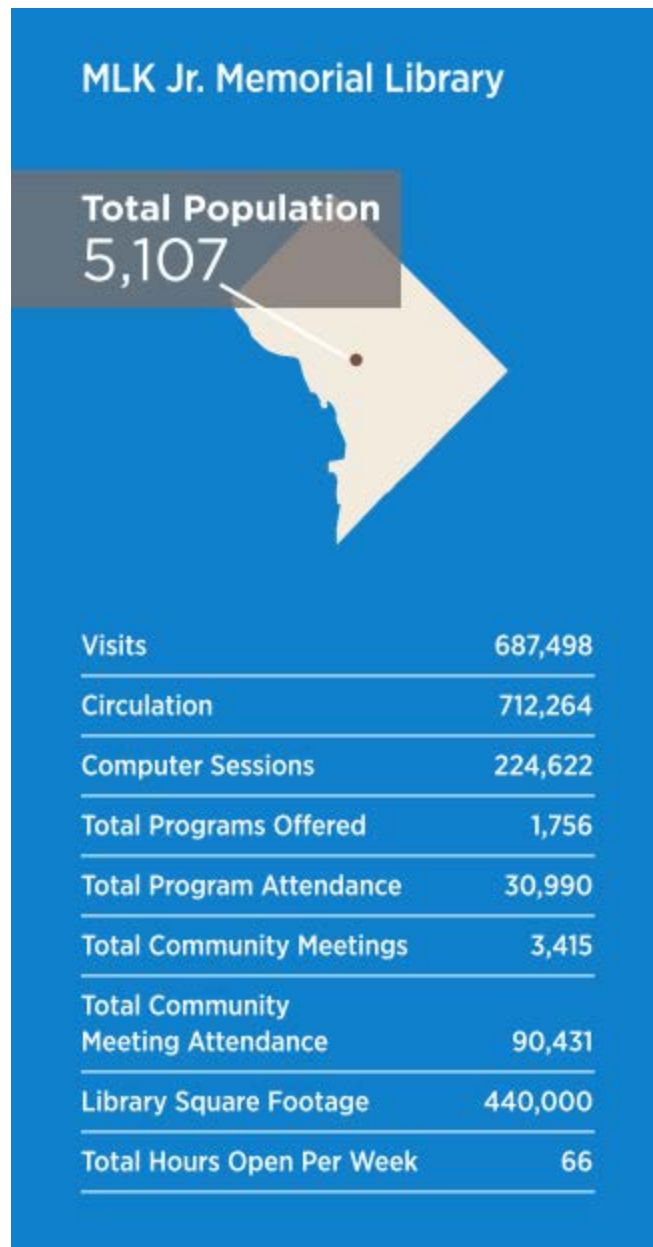 MLK Jr. Memorial Library
Total Population
5,107
Visits 687,498
Circulation 712,264
Computer Sessions 224,622
Total Programs Offered 1,756
Total Program Attendance 30,990
Total Community Meetings 3,415
Total Community
Meeting Attendance 90,431
Library Square Footage 440,000
Total Hours Open Per Week 66